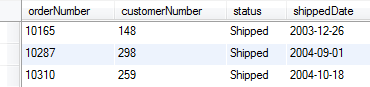 orderNumber customerNumber status shippedDate
10165 148 Shipped 2003-12-26
10287 298 Shipped 2004-09-01
10310 259 Shipped 2004-10-18